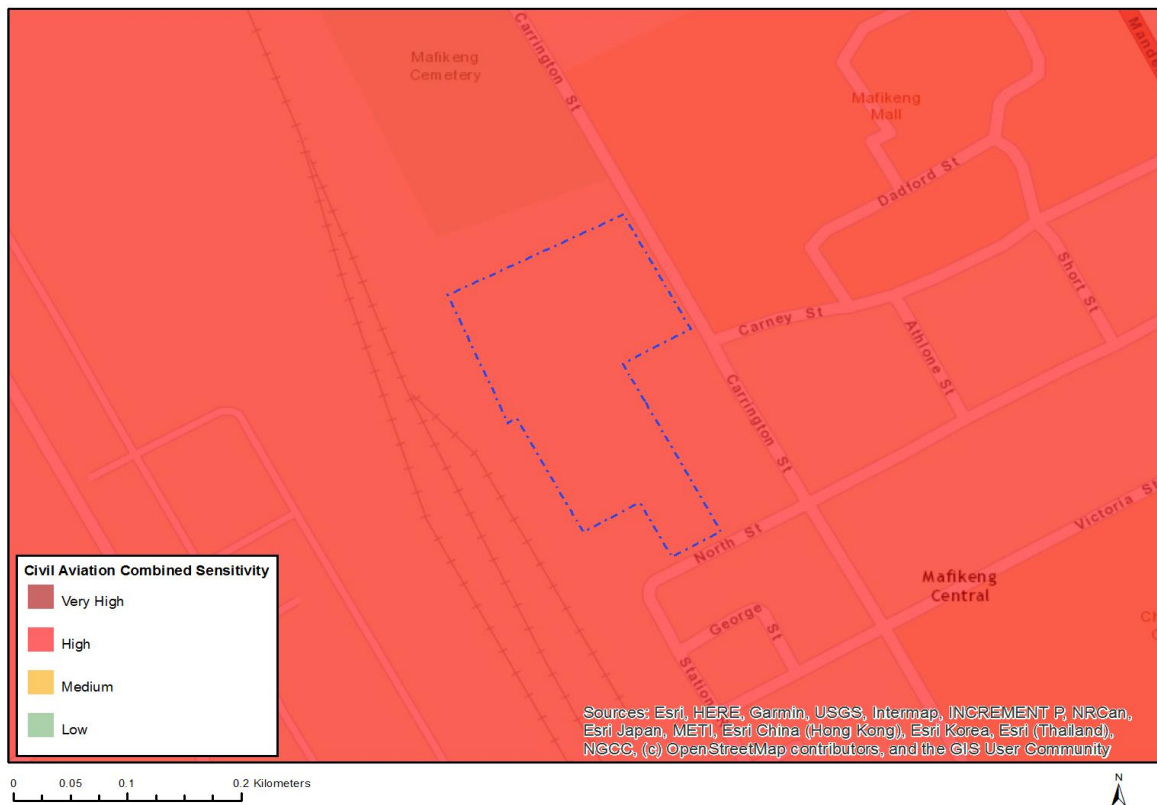 Mafikeng
Cemetery
Carrington St
Mafikeng
Mall
Dadford St
Short St
Carney St
Athlone St
Carrington St
Victoria St
North St
Mafikeng
Central
George St
Station
Civil Aviation Combined Sensitivity
Very High
High
Medium
Low
Sources: Esri, HERE, Garmin, USGS, Intermap, INCREMENT P, NRCan,
Esri Japan, METI, Esri China (Hong Kong), Esri Korea, Esri (Thailand),
NGCC, (c) OpenStreetMap contributors, and the GIS User Community
0 0.05 0.1 0.2 Kilometers
N